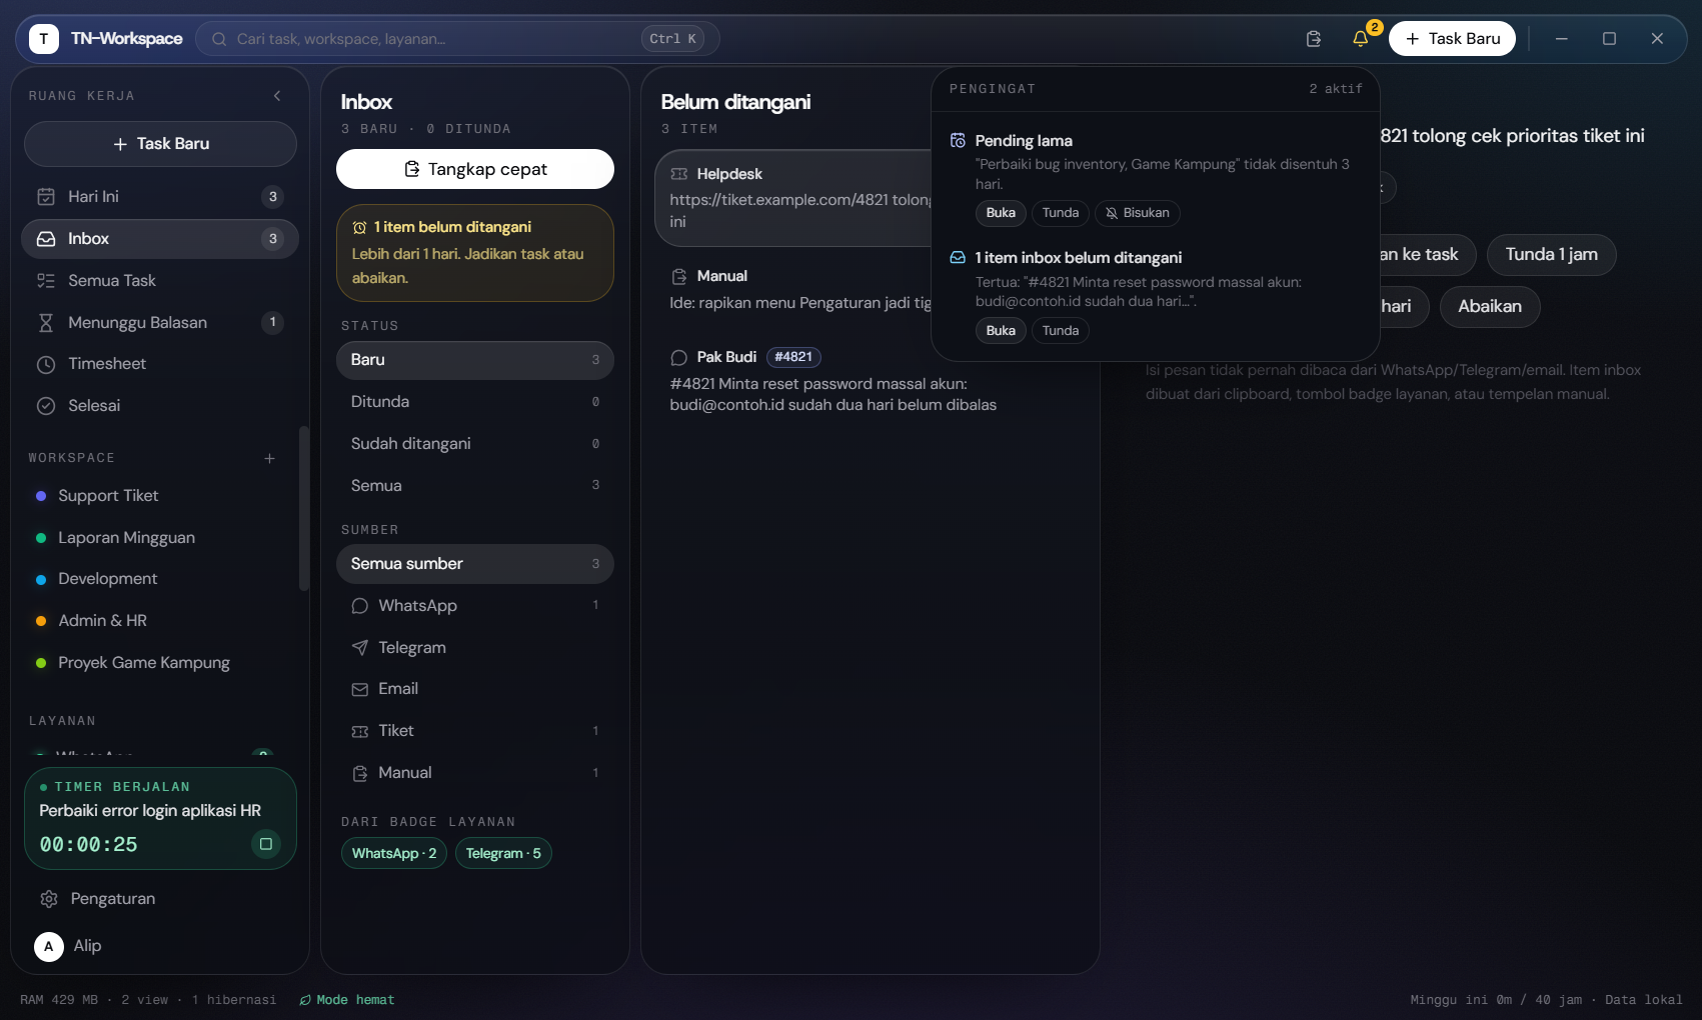 T
TN-Workspace
Cari task, workspace, layanan...
Ctrl K
2
Task Baru
RUANG KERJA
Task Baru
Hari Ini
3
Inbox
3
Semua Task
Menunggu Balasan
1
Timesheet
Selesai
WORKSPACE
Support Tiket
Laporan Mingguan
Development
Admin & HR
Proyek Game Kampung
LAYANAN
WhatsApp
TIMER BERJALAN
Perbaiki error login aplikasi HR
00:00:25
Pengaturan
A
Alip
Inbox
3 BARU · 0 DITUNDA
Tangkap cepat
1 item belum ditangani
Lebih dari 1 hari. Jadikan task atau
abaikan.
STATUS
Baru
3
Ditunda
0
Sudah ditangani
0
Semua
3
SUMBER
Semua sumber
3
WhatsApp
1
Telegram
Email
Tiket
1
Manual
1
DARI BADGE LAYANAN
WhatsApp · 2
Telegram · 5
Belum ditangani
3 ITEM
Helpdesk
https://tiket.example.com/4821 tolong
ini
Manual
Ide: rapikan menu Pengaturan jadi tig
Pak Budi
#4821
#4821 Minta reset password massal akun:
budi@contoh.id sudah dua hari belum dibalas
PENGINGAT
2 aktif
Pending lama
"Perbaiki bug inventory, Game Kampung" tidak disentuh 3
hari.
Buka
Tunda
Bisukan
1 item inbox belum ditangani
Tertua: "#4821 Minta reset password massal akun:
budi@contoh.id sudah dua hari…".
Buka
Tunda
821 tolong cek prioritas tiket ini
an ke task
Tunda 1 jam
hari
Abaikan
Isi pesan tidak pernah dibaca dari WhatsApp/Telegram/email. Item inbox
dibuat dari clipboard, tombol badge layanan, atau tempelan manual.
RAM 429 MB · 2 view · 1 hibernasi
Mode hemat
Minggu ini 0m / 40 jam · Data lokal